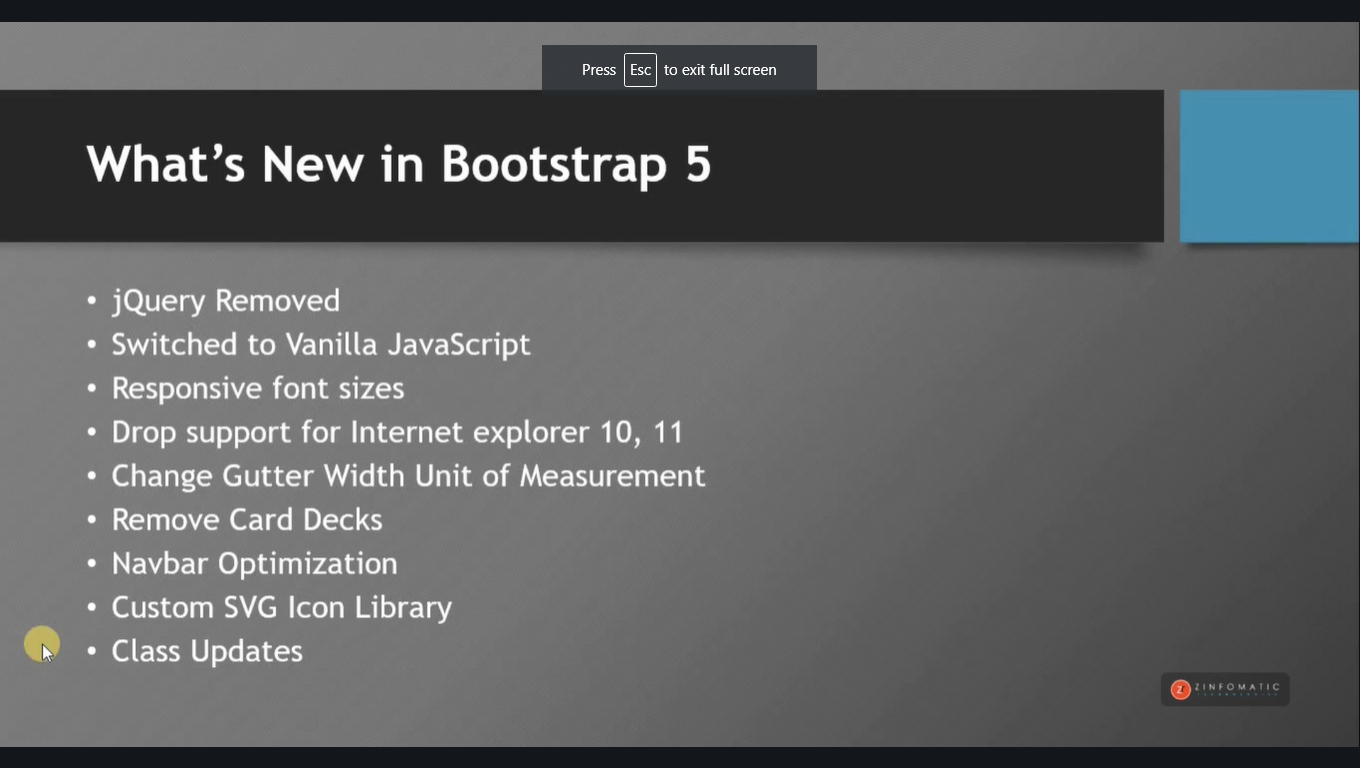 Press Esc to exit full screen
What's New in Bootstrap 5
• jQuery Removed
• Switched to Vanilla JavaScript
• Responsive font sizes
• Drop support for Internet explorer 10, 11
• Change Gutter Width Unit of Measurement
• Remove Card Decks
• Navbar Optimization
• Custom SVG Icon Library
• Class Updates
Z ZINFOMATIC